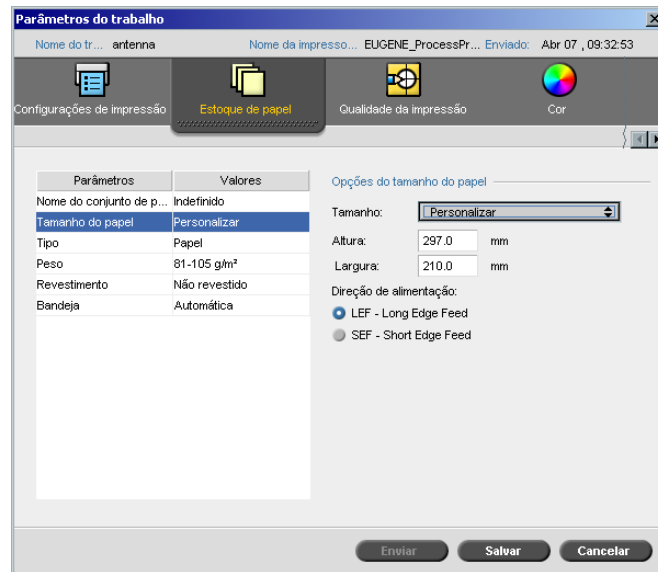 Parâmetros do trabalho
Nome do tr... antenna Nome da impresso... EUGENE_ProcessPr... Enviado: Abr 07 , 09:32:53
Configurações de impressão Estoque de papel Qualidade da impressão Cor
Parâmetros Valores
Nome do conjunto de p... Indefinido
Tamanho do papel Personalizar
Tipo Papel
Peso 81-105 g/m²
Revestimento Não revestido
Bandeja Automática
Opções do tamanho do papel
Tamanho: Personalizar
Altura: 297.0 mm
Largura: 210.0 mm
Direção de alimentação:
LEF - Long Edge Feed
SEF - Short Edge Feed
Enviar Salvar Cancelar